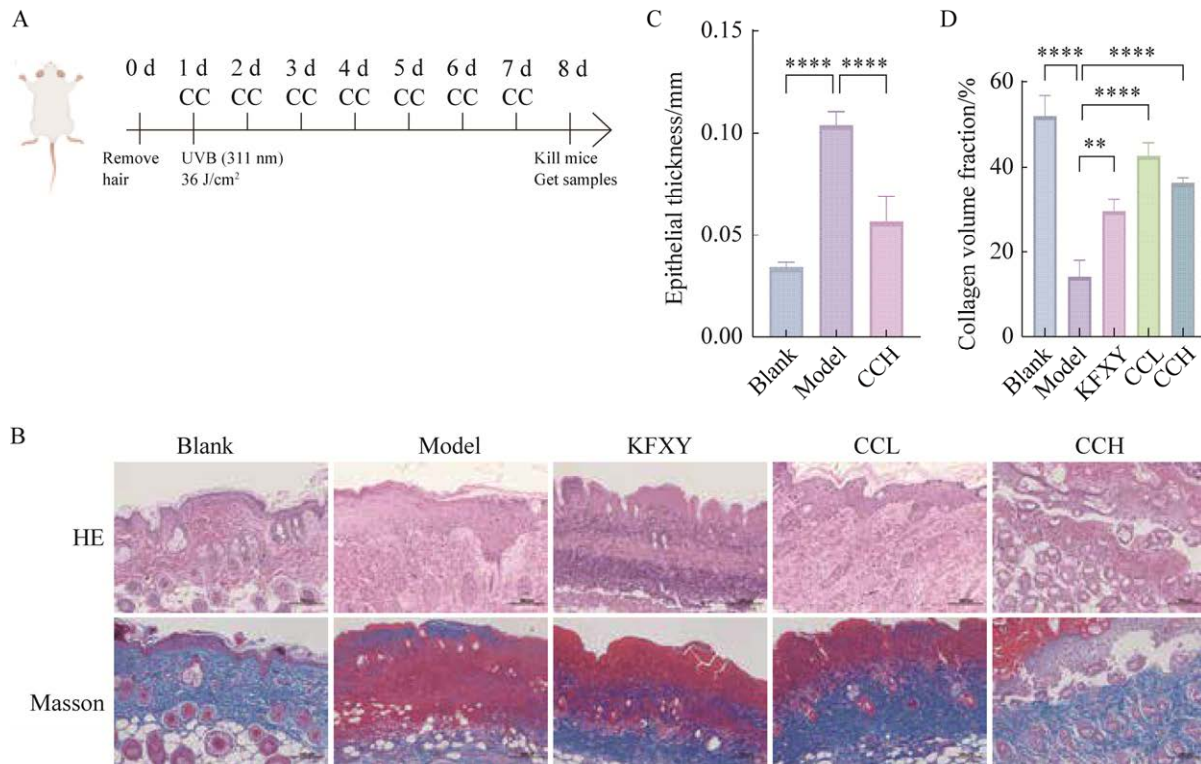 A
0 d 1 d 2 d 3 d 4 d 5 d 6 d 7 d 8 d
CC CC CC CC CC CC CC
Remove
hair
UVB (311 nm)
36 J/cm²
Kill mice
Get samples
C
Epithelial thickness/mm
0.15
0.10
0.05
0.00
**** ****
Blank Model CCH
D
Collagen volume fraction/%
60
40
20
0
**** ****
****
**
Blank Model KFXY CCL CCH
B
Blank Model KFXY CCL CCH
HE
Masson